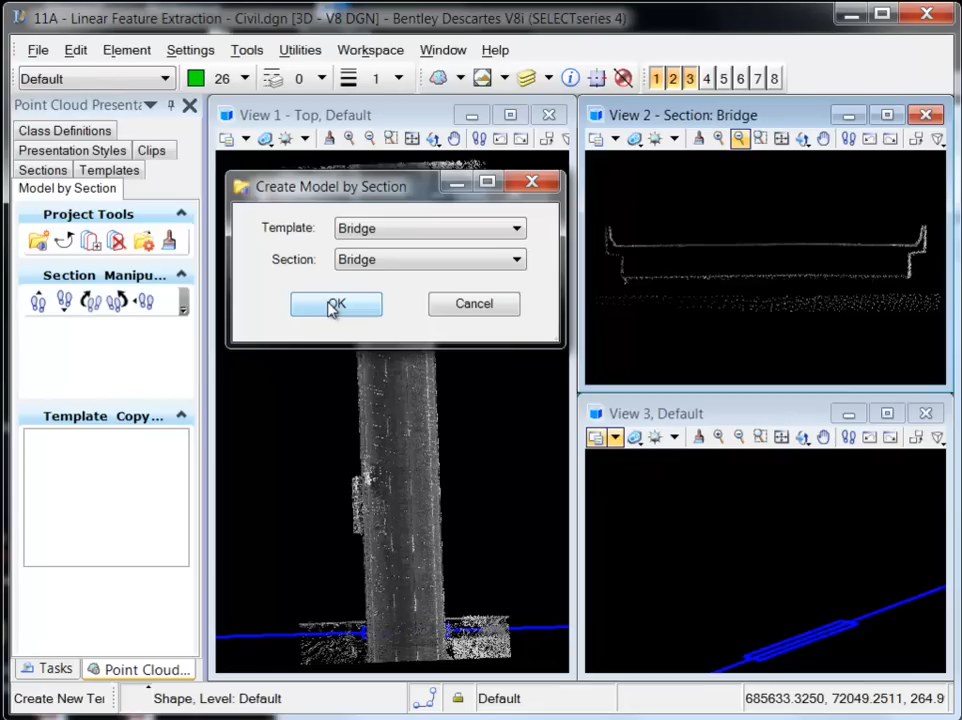 11A - Linear Feature Extraction - Civil.dgn [3D - V8 DGN] - Bentley Descartes V8i (SELECTseries 4)
File Edit Element Settings Tools Utilities Workspace Window Help
Default 26 0 1 1 2 3 4 5 6 7 8
Point Cloud Presenta
Class Definitions
Presentation Styles Clips
Sections Templates
Model by Section
Project Tools
Section Manipu...
Template Copy...
View 1 - Top, Default
Create Model by Section
Template: Bridge
Section: Bridge
OK Cancel
View 2 - Section: Bridge
View 3, Default
Tasks Point Cloud...
Create New Ter Shape, Level: Default Default 685633.3250, 72049.2511, 264.9